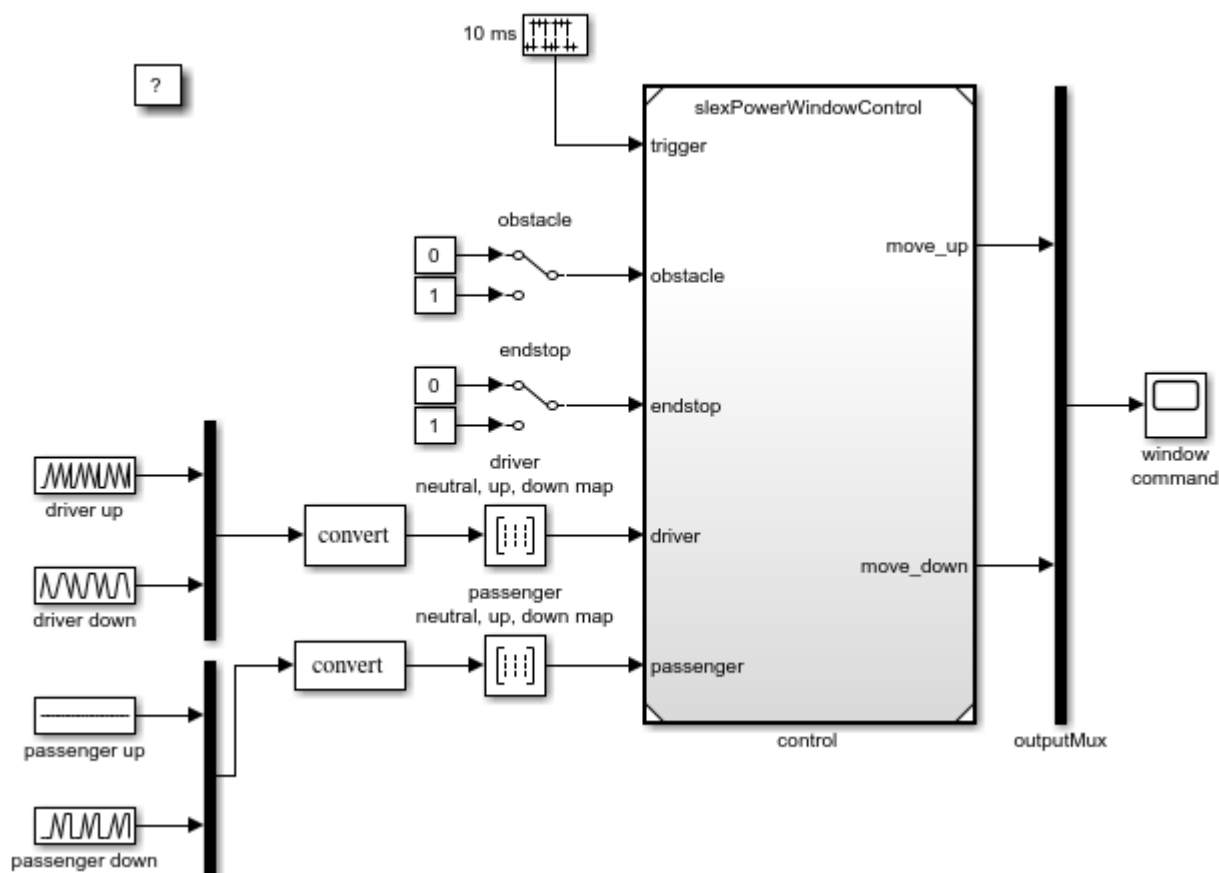 10 ms
?
slexPowerWindowControl
trigger
obstacle
0
1
obstacle
move_up
endstop
0
1
endstop
driver
neutral, up, down map
window
command
driver up
convert
driver
move_down
driver down
passenger
neutral, up, down map
convert
passenger
passenger up
control
outputMux
passenger down